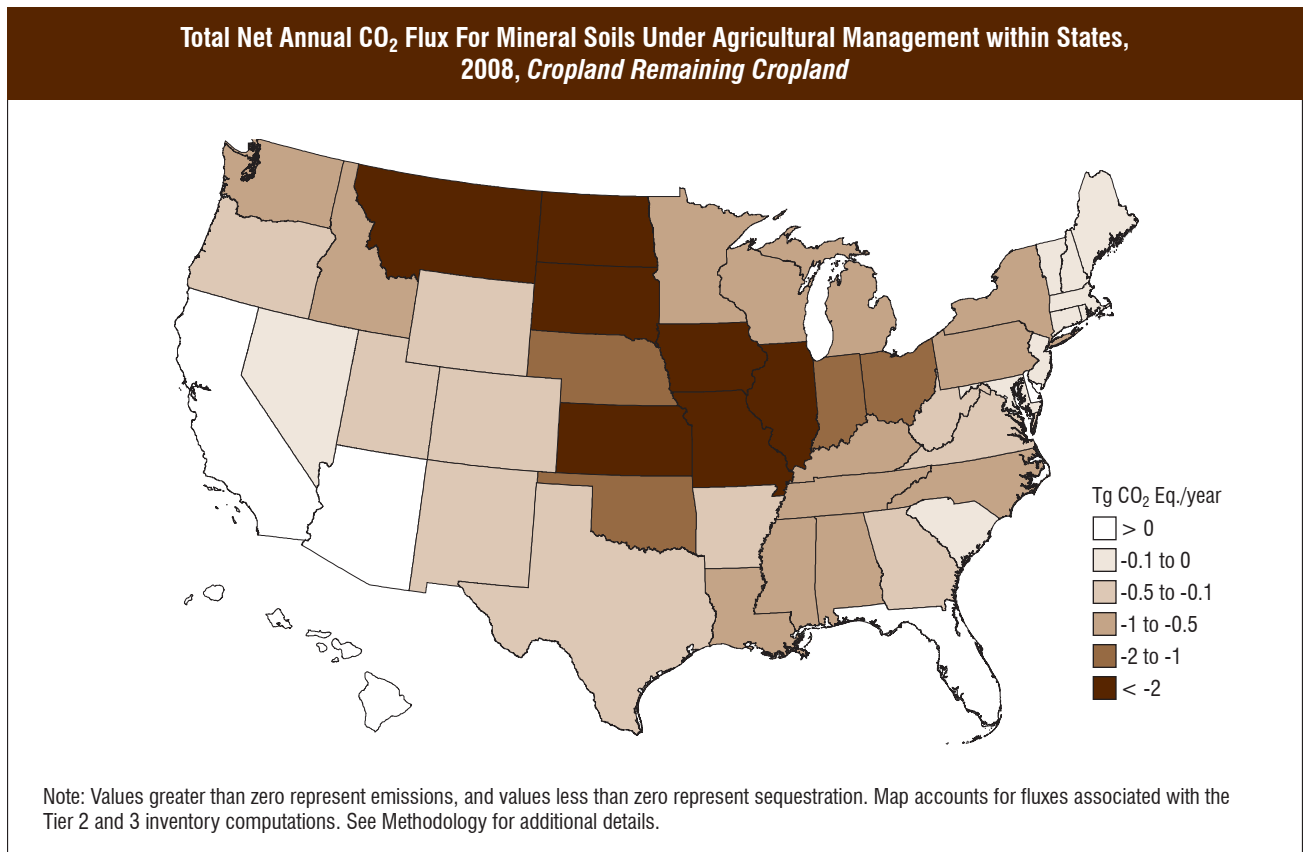 Total Net Annual CO₂ Flux For Mineral Soils Under Agricultural Management within States,
2008, Cropland Remaining Cropland
Tg CO₂ Eq./year
> 0
-0.1 to 0
-0.5 to -0.1
-1 to -0.5
-2 to -1
< -2
Note: Values greater than zero represent emissions, and values less than zero represent sequestration. Map accounts for fluxes associated with the
Tier 2 and 3 inventory computations. See Methodology for additional details.